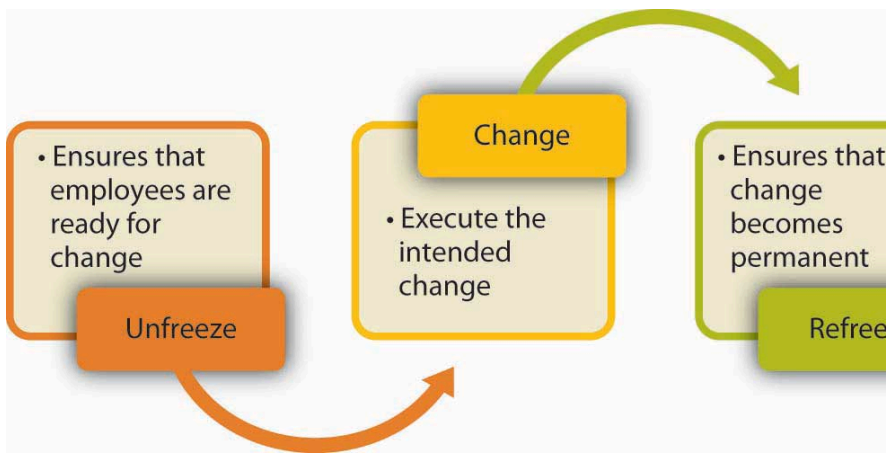 • Ensures that
employees are
ready for
change
Unfreeze
Change
• Execute the
intended
change
• Ensures that
change
becomes
permanent
Refree